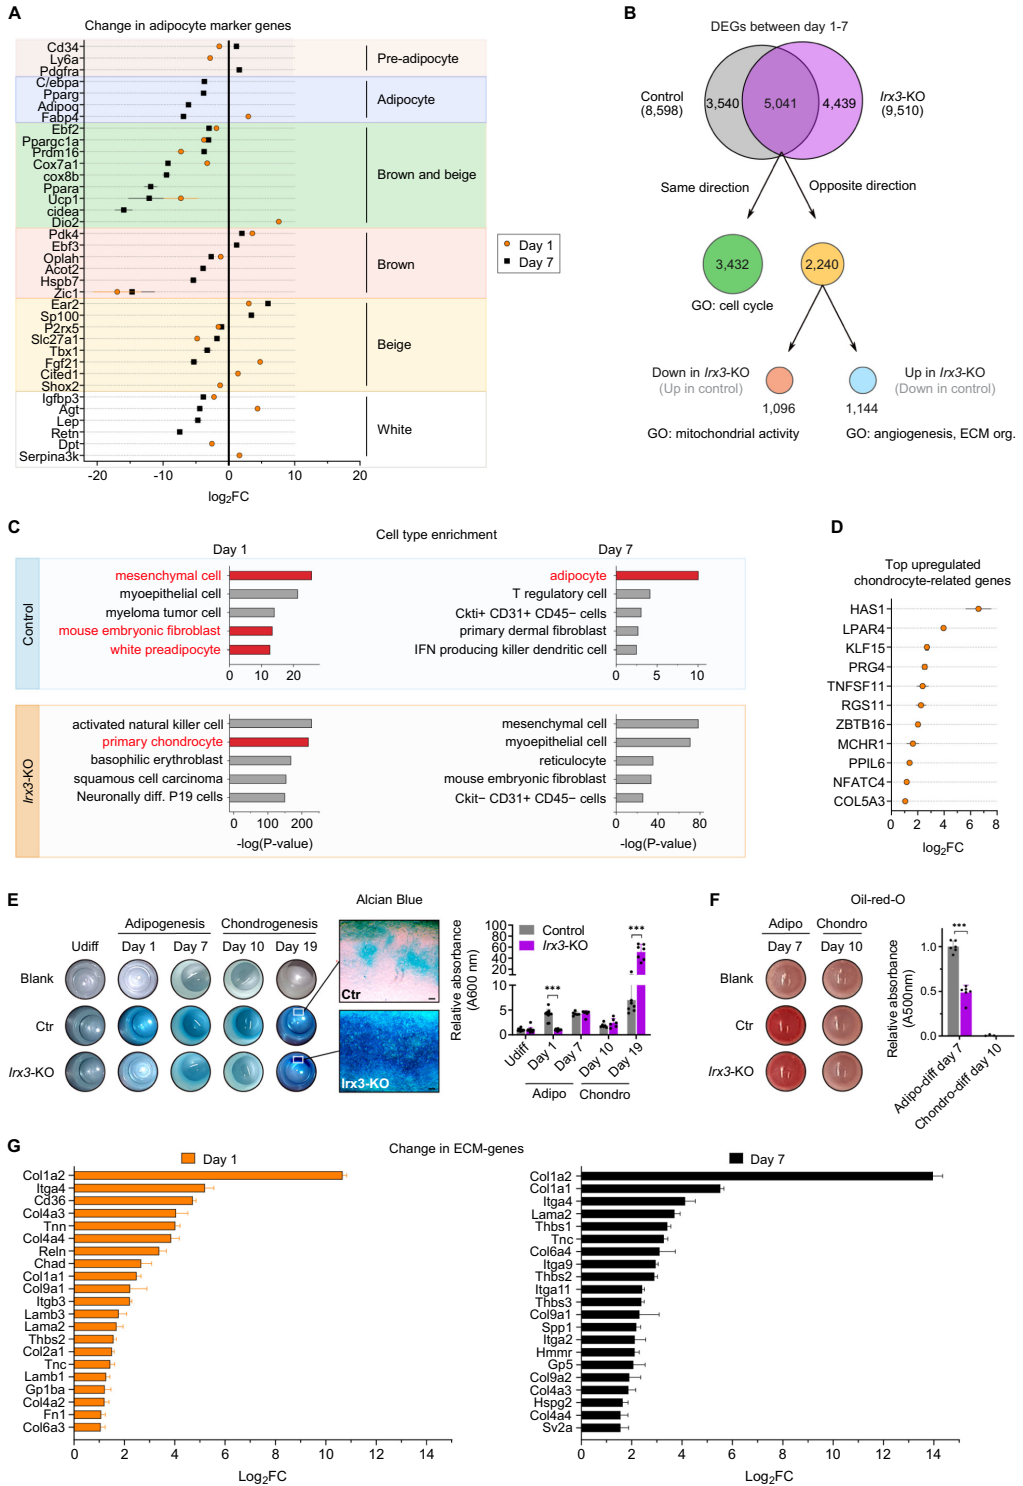 A
Change in adipocyte marker genes
Cd34
Ly6a
Pdgfra
Pre-adipocyte
C/ebpa
Pparg
Adipoq
Fabp4
Adipocyte
Ebf2
Ppargc1a
Prdm16
Cox7a1
cox8b
Ppara
Ucp1
cidea
Dio2
Brown and beige
Pdk4
Ebf3
Oplah
Acot2
Hspb7
Zic1
Brown
Ear2
Sp100
P2rx5
Slc27a1
Tbx1
Fgf21
Cited1
Shox2
Beige
Igfbp3
Agt
Lep
Retn
Dpt
Serpina3k
White
-20 -10 0 10 20
log2FC
Day 1
Day 7
B
DEGs between day 1-7
Control
(8,598)
3,540
5,041
4,439
Irx3-KO
(9,510)
Same direction
Opposite direction
3,432
2,240
GO: cell cycle
Down in Irx3-KO
(Up in control)
Up in Irx3-KO
(Down in control)
1,096
1,144
GO: mitochondrial activity
GO: angiogenesis, ECM org.
C
Cell type enrichment
Day 1
Day 7
Control
mesenchymal cell
myoepithelial cell
myeloma tumor cell
mouse embryonic fibroblast
white preadipocyte
0 10 20
adipocyte
T regulatory cell
Ckti+ CD31+ CD45− cells
primary dermal fibroblast
IFN producing killer dendritic cell
0 5 10
Irx3-KO
activated natural killer cell
primary chondrocyte
basophilic erythroblast
squamous cell carcinoma
Neuronally diff. P19 cells
0 100 200
-log(P-value)
mesenchymal cell
myoepithelial cell
reticulocyte
mouse embryonic fibroblast
Ckit− CD31+ CD45− cells
0 40 80
-log(P-value)
D
Top upregulated
chondrocyte-related genes
HAS1
LPAR4
KLF15
PRG4
TNFSF11
RGS11
ZBTB16
MCHR1
PPIL6
NFATC4
COL5A3
0 2 4 6 8
log2FC
E
Alcian Blue
Adipogenesis
Chondrogenesis
Udiff
Day 1
Day 7
Day 10
Day 19
Blank
Ctr
Irx3-KO
Ctr
Irx3-KO
Relative absorbance
(A600 nm)
100
80
60
40
20
10
5
0
Control
Irx3-KO
***
***
Udiff
Day 1
Day 7
Day 10
Day 19
Adipo
Chondro
F
Oil-red-O
Adipo
Chondro
Day 7
Day 10
Blank
Ctr
Irx3-KO
Relative absorbance
(A500nm)
1.0
0.5
0.0
***
Adipo-diff day 7
Chondro-diff day 10
G
Change in ECM-genes
Day 1
Col1a2
Itga4
Cd36
Col4a3
Tnn
Col4a4
Reln
Chad
Col1a1
Col9a1
Itgb3
Lamb3
Lama2
Thbs2
Col2a1
Tnc
Lamb1
Gp1ba
Col4a2
Fn1
Col6a3
0 2 4 6 8 10 12 14
Log2FC
Day 7
Col1a2
Col1a1
Itga4
Lama2
Thbs1
Tnc
Col6a4
Itga9
Thbs2
Itga11
Thbs3
Col9a1
Spp1
Itga2
Hmmr
Gp5
Col9a2
Col4a3
Hspg2
Col4a4
Sv2a
0 2 4 6 8 10 12 14
Log2FC